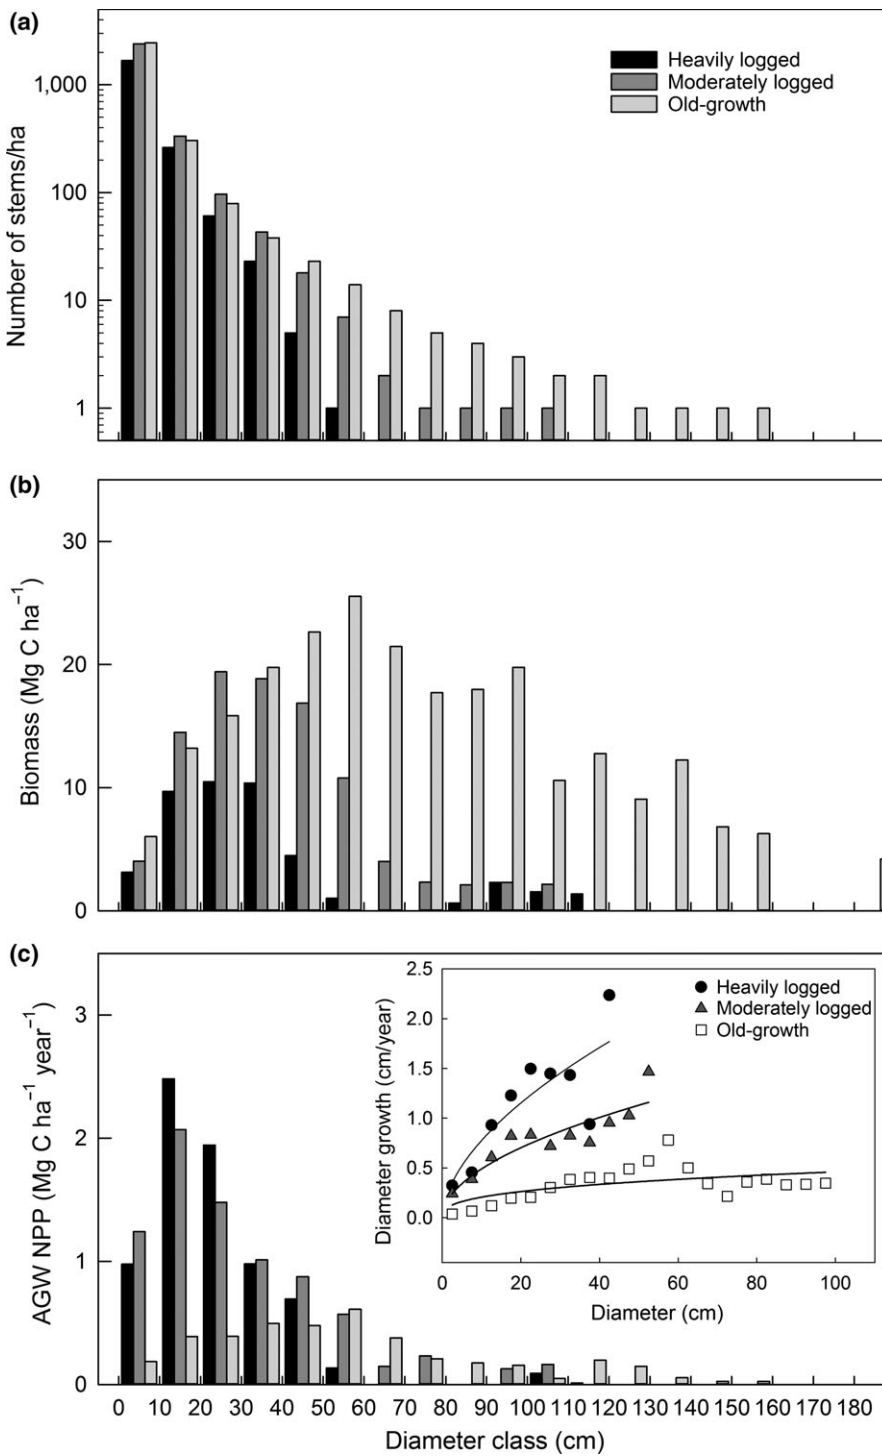 (a)
Number of stems/ha
1,000
100
10
1
Heavily logged
Moderately logged
Old-growth
(b)
Biomass (Mg C ha⁻¹)
30
20
10
0
(c)
AGW NPP (Mg C ha⁻¹ year⁻¹)
3
2
1
0
Diameter growth (cm/year)
2.5
2.0
1.5
1.0
0.5
0.0
Heavily logged
Moderately logged
Old-growth
0 20 40 60 80 100
Diameter (cm)
0 10 20 30 40 50 60 70 80 90 100 110 120 130 140 150 160 170
Diameter class (cm)